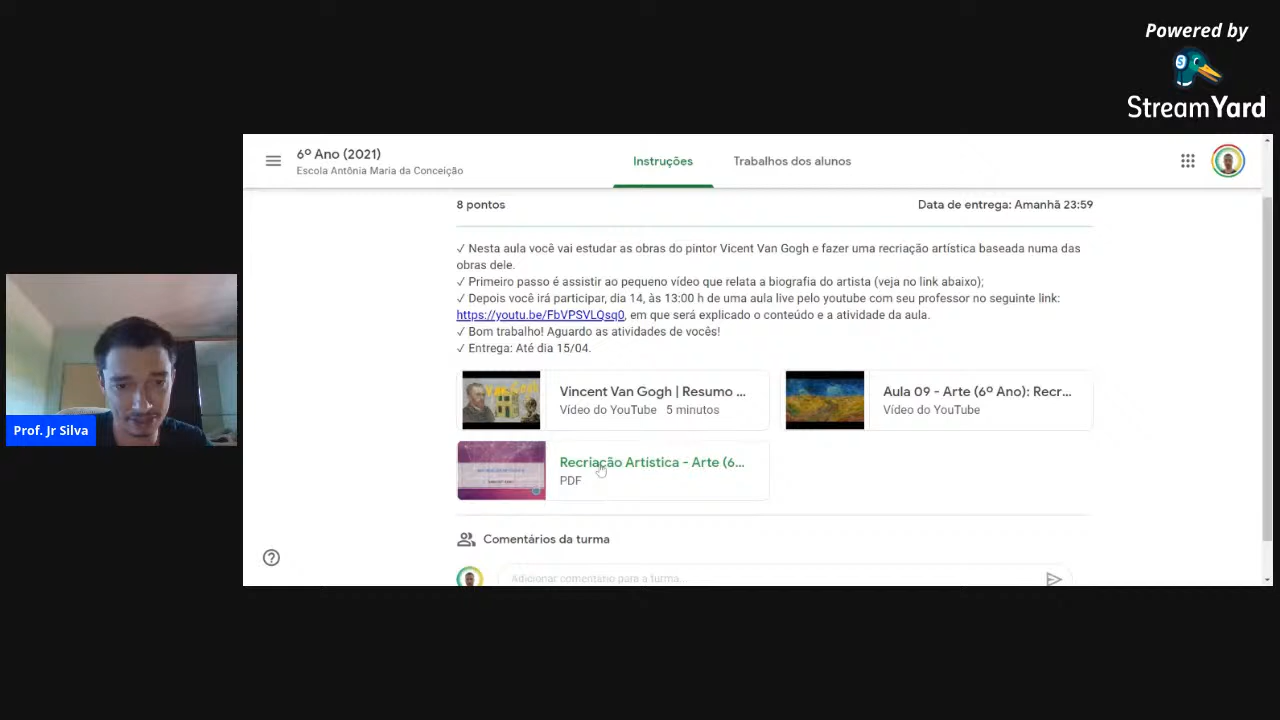 Powered by
StreamYard
6º Ano (2021)
Escola Antônia Maria da Conceição
Instruções
Trabalhos dos alunos
8 pontos
Data de entrega: Amanhã 23:59
✓ Nesta aula você vai estudar as obras do pintor Vicent Van Gogh e fazer uma recriação artística baseada numa das
obras dele.
✓ Primeiro passo é assistir ao pequeno vídeo que relata a biografia do artista (veja no link abaixo);
✓ Depois você irá participar, dia 14, às 13:00 h de uma aula live pelo youtube com seu professor no seguinte link:
https://youtu.be/FbVPSVLQsq0, em que será explicado o conteúdo e a atividade da aula.
✓ Bom trabalho! Aguardo as atividades de vocês!
✓ Entrega: Até dia 15/04.
Vincent Van Gogh | Resumo ...
Vídeo do YouTube 5 minutos
Aula 09 - Arte (6º Ano): Recr...
Vídeo do YouTube
Recriação Artística - Arte (6...
PDF
Prof. Jr Silva
Comentários da turma
Adicionar comentário para a turma...